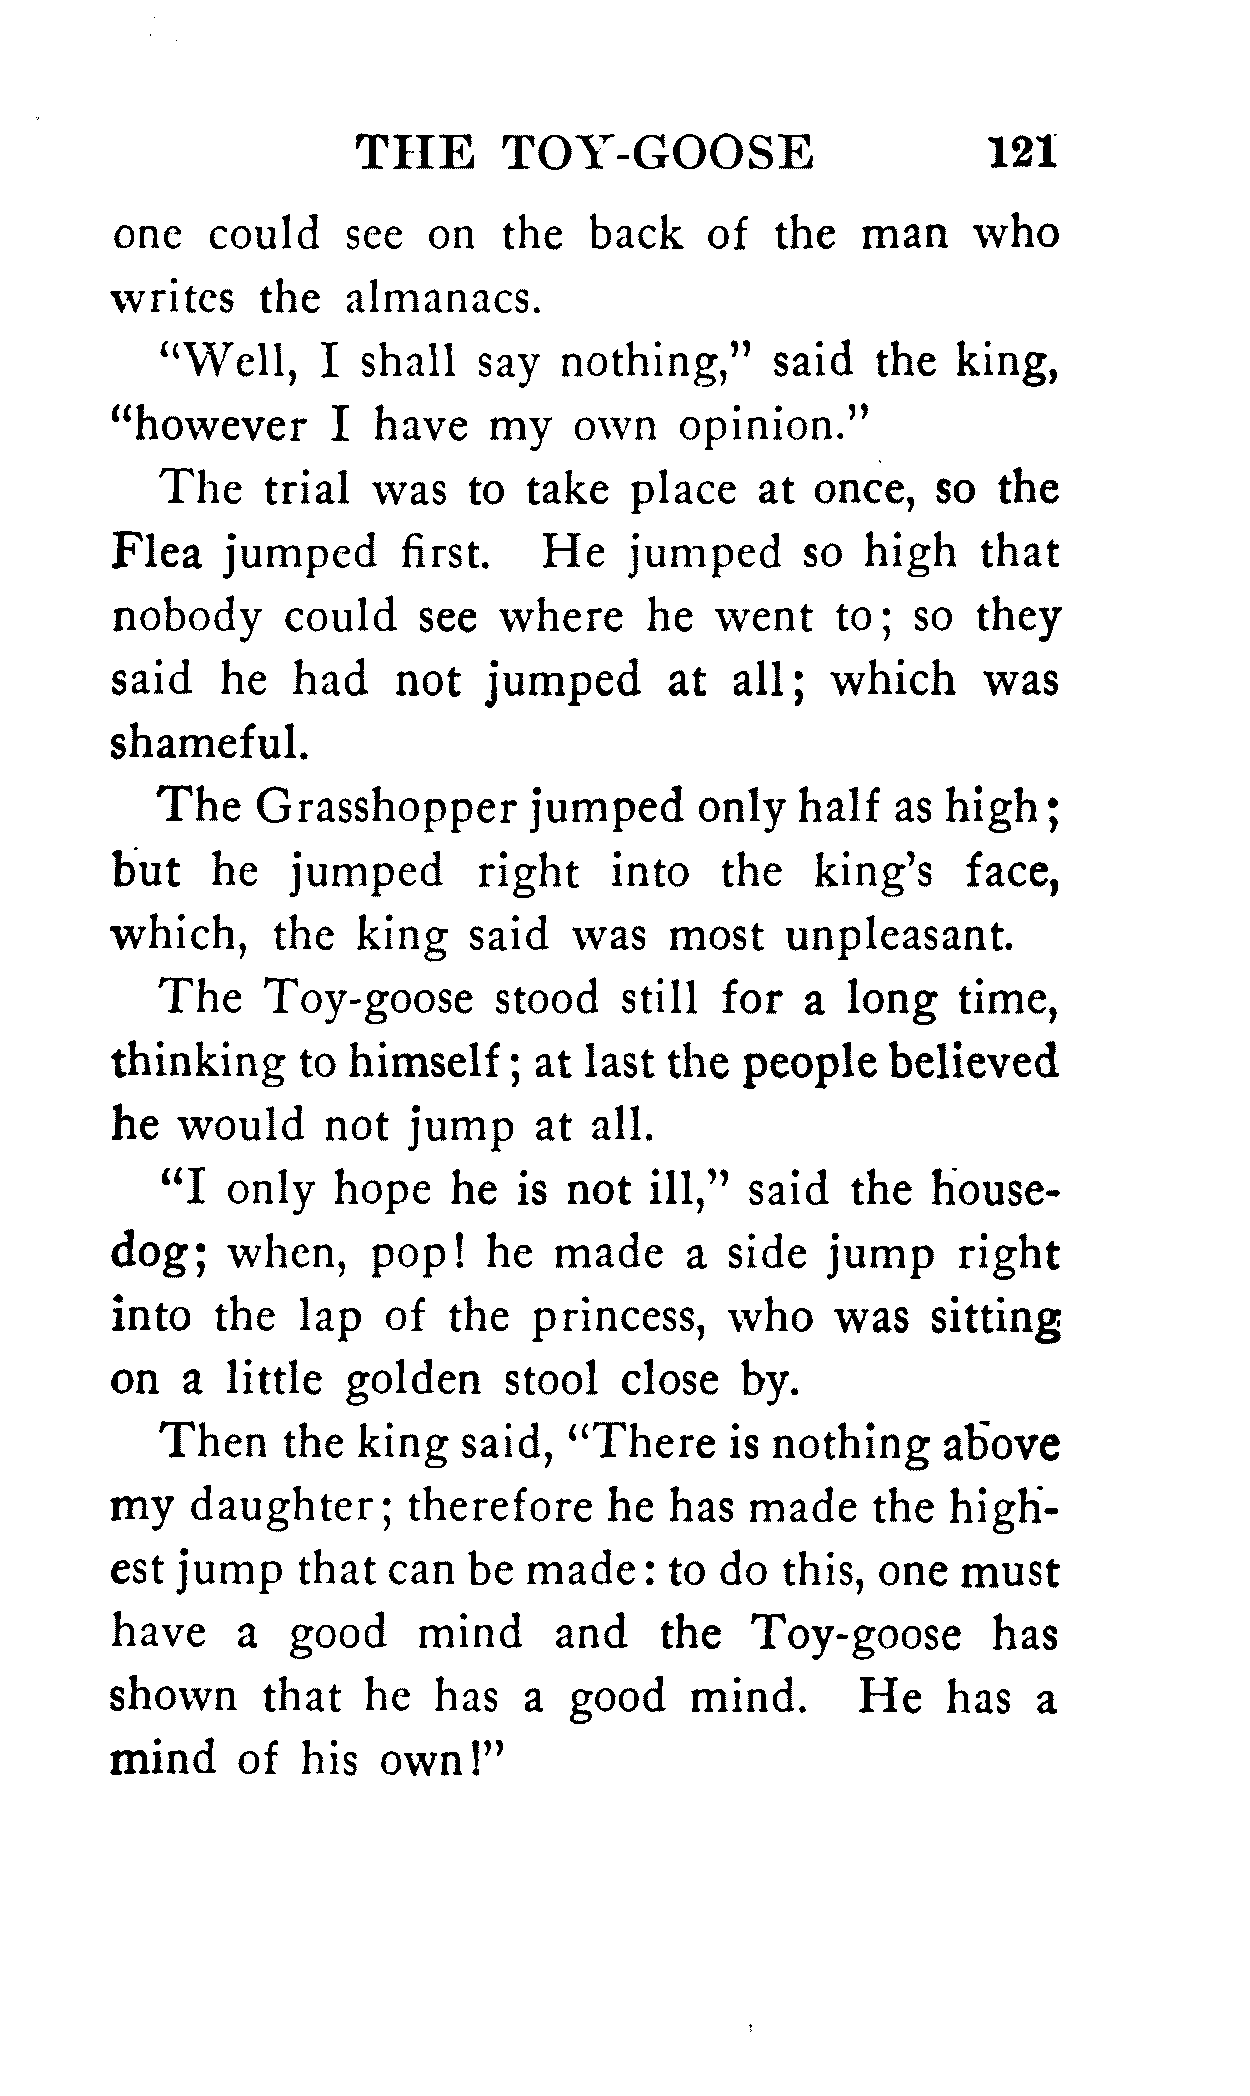 THE TOY-GOOSE 121
one could see on the back of the man who
writes the almanacs.
"Well, I shall say nothing," said the king,
"however I have my own opinion."
The trial was to take place at once, so the
Flea jumped first. He jumped so high that
nobody could see where he went to; so they
said he had not jumped at all; which was
shameful.
The Grasshopper jumped only half as high;
but he jumped right into the king's face,
which, the king said was most unpleasant.
The Toy-goose stood still for a long time,
thinking to himself; at last the people believed
he would not jump at all.
"I only hope he is not ill," said the house-
dog; when, pop! he made a side jump right
into the lap of the princess, who was sitting
on a little golden stool close by.
Then the king said, "There is nothing above
my daughter; therefore he has made the high-
est jump that can be made: to do this, one must
have a good mind and the Toy-goose has
shown that he has a good mind. He has a
mind of his own!"